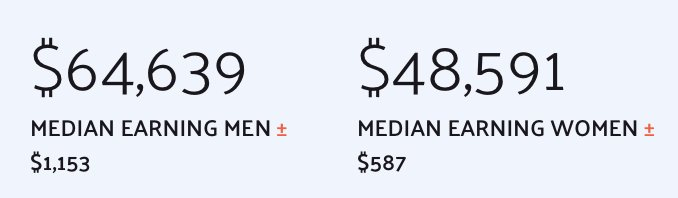 $64,639
MEDIAN EARNING MEN ±
$1,153
$48,591
MEDIAN EARNING WOMEN ±
$587